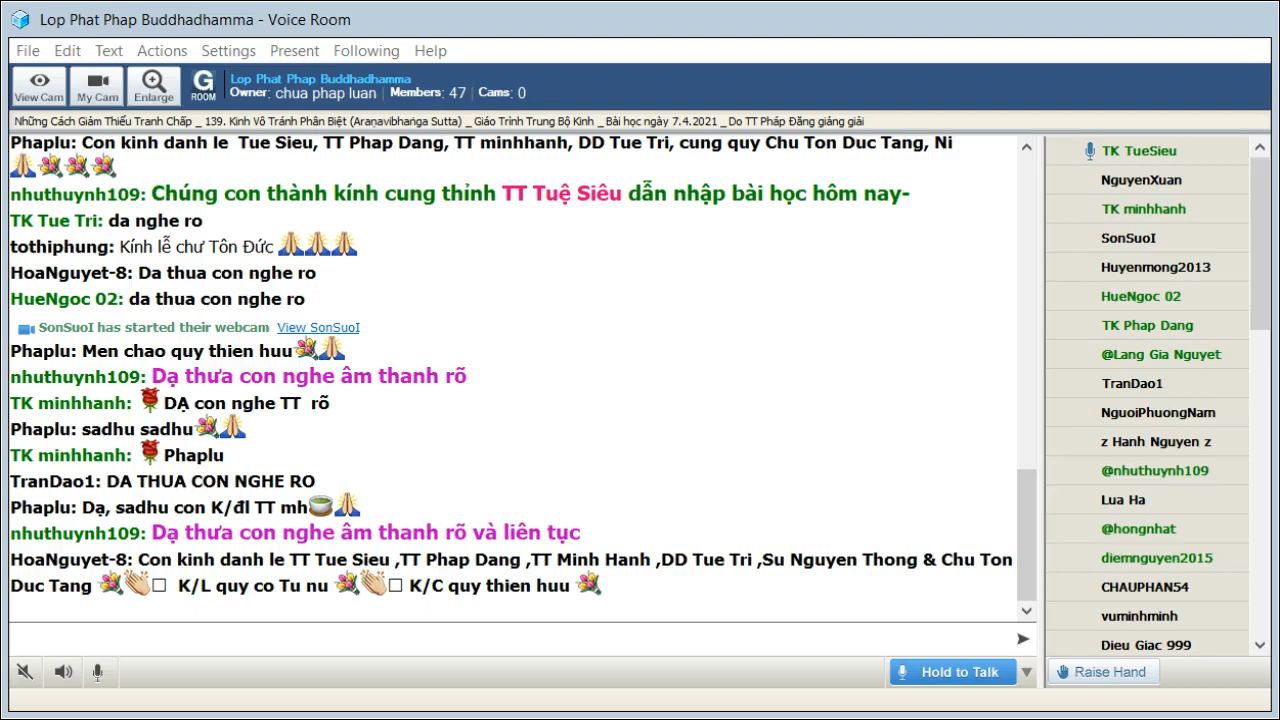 Lop Phat Phap Buddhadhamma - Voice Room
File Edit Text Actions Settings Present Following Help
View Cam My Cam Enlarge G ROOM
Lop Phat Phap Buddhadhamma
Owner: chua phap luan Members: 47 Cams: 0
Những Cách Giảm Thiểu Tranh Chấp _ 139. Kinh Vô Tránh Phân Biệt (Araṇavibhaṅga Sutta) _Giáo Trình Trung Bộ Kinh _Bài học ngày 7.4.2021 _Do TT Pháp Đăng giảng giải
Phaplu: Con kinh danh le Tue Sieu, TT Phap Dang, TT minhhanh, DD Tue Tri, cung quy Chu Ton Duc Tang, Ni
nhuthuynh109: Chúng con thành kính cung thỉnh TT Tuệ Siêu dẫn nhập bài học hôm nay-
TK Tue Tri: da nghe ro
tothiphung: Kính lễ chư Tôn Đức
HoaNguyet-8: Da thua con nghe ro
HueNgoc 02: da thua con nghe ro
SonSuoI has started their webcam View SonSuoI
Phaplu: Men chao quy thien huu
nhuthuynh109: Dạ thưa con nghe âm thanh rõ
TK minhhanh: DẠ con nghe TT rõ
Phaplu: sadhu sadhu
TK minhhanh: Phaplu
TranDao1: DA THUA CON NGHE RO
Phaplu: Dạ, sadhu con K/đl TT mh
nhuthuynh109: Dạ thưa con nghe âm thanh rõ và liên tục
HoaNguyet-8: Con kinh danh le TT Tue Sieu ,TT Phap Dang ,TT Minh Hanh ,DD Tue Tri ,Su Nguyen Thong & Chu Ton
Duc Tang K/L quy co Tu nu K/C quy thien huu
TK TueSieu
NguyenXuan
TK minhhanh
SonSuoI
Huyenmong2013
HueNgoc 02
TK Phap Dang
@Lang Gia Nguyet
TranDao1
NguoiPhuongNam
z Hanh Nguyen z
@nhuthuynh109
Lua Ha
@hongnhat
diemnguyen2015
CHAUPHAN54
vuminhminh
Dieu Giac 999
Hold to Talk
Raise Hand